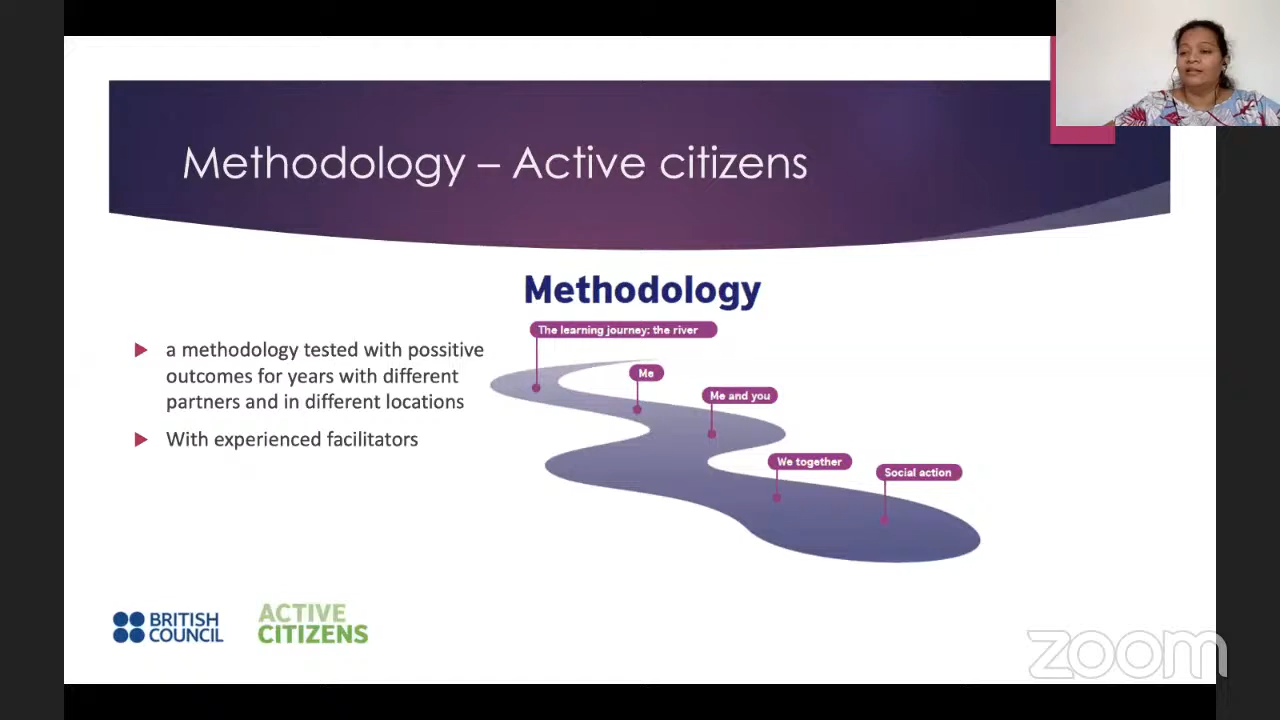 Methodology – Active citizens
Methodology
The learning journey: the river
Me
Me and you
We together
Social action
a methodology tested with possitive
outcomes for years with different
partners and in different locations
With experienced facilitators
BRITISH
COUNCIL
ACTIVE
CITIZENS
zoom